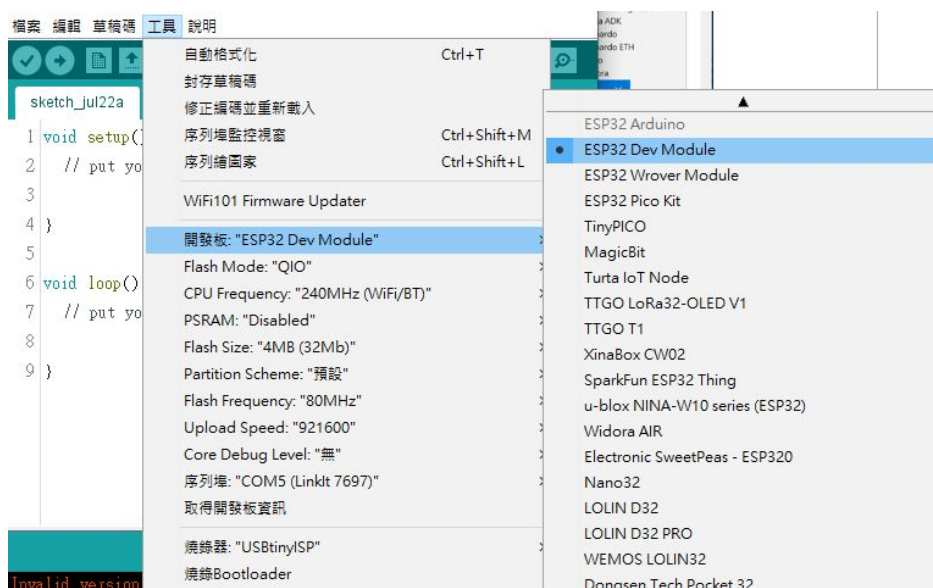 檔案 編輯 草稿碼 工具 說明
sketch_jul22a
1 void setup()
2 // put yo
3
4 }
5
6 void loop()
7 // put yo
8
9 }
Invalid version
自動格式化 Ctrl+T
封存草稿碼
修正編碼並重新載入
序列埠監控視窗 Ctrl+Shift+M
序列繪圖家 Ctrl+Shift+L
WiFi101 Firmware Updater
開發板: "ESP32 Dev Module"
Flash Mode: "QIO"
CPU Frequency: "240MHz (WiFi/BT)"
PSRAM: "Disabled"
Flash Size: "4MB (32Mb)"
Partition Scheme: "預設"
Flash Frequency: "80MHz"
Upload Speed: "921600"
Core Debug Level: "無"
序列埠: "COM5 (LinkIt 7697)"
取得開發板資訊
燒錄器: "USBtinyISP"
燒錄Bootloader
a ADK
ardo
ardo ETH
ESP32 Arduino
ESP32 Dev Module
ESP32 Wrover Module
ESP32 Pico Kit
TinyPICO
MagicBit
Turta IoT Node
TTGO LoRa32-OLED V1
TTGO T1
XinaBox CW02
SparkFun ESP32 Thing
u-blox NINA-W10 series (ESP32)
Widora AIR
Electronic SweetPeas - ESP320
Nano32
LOLIN D32
LOLIN D32 PRO
WEMOS LOLIN32
Dongsen Tech Pocket 32